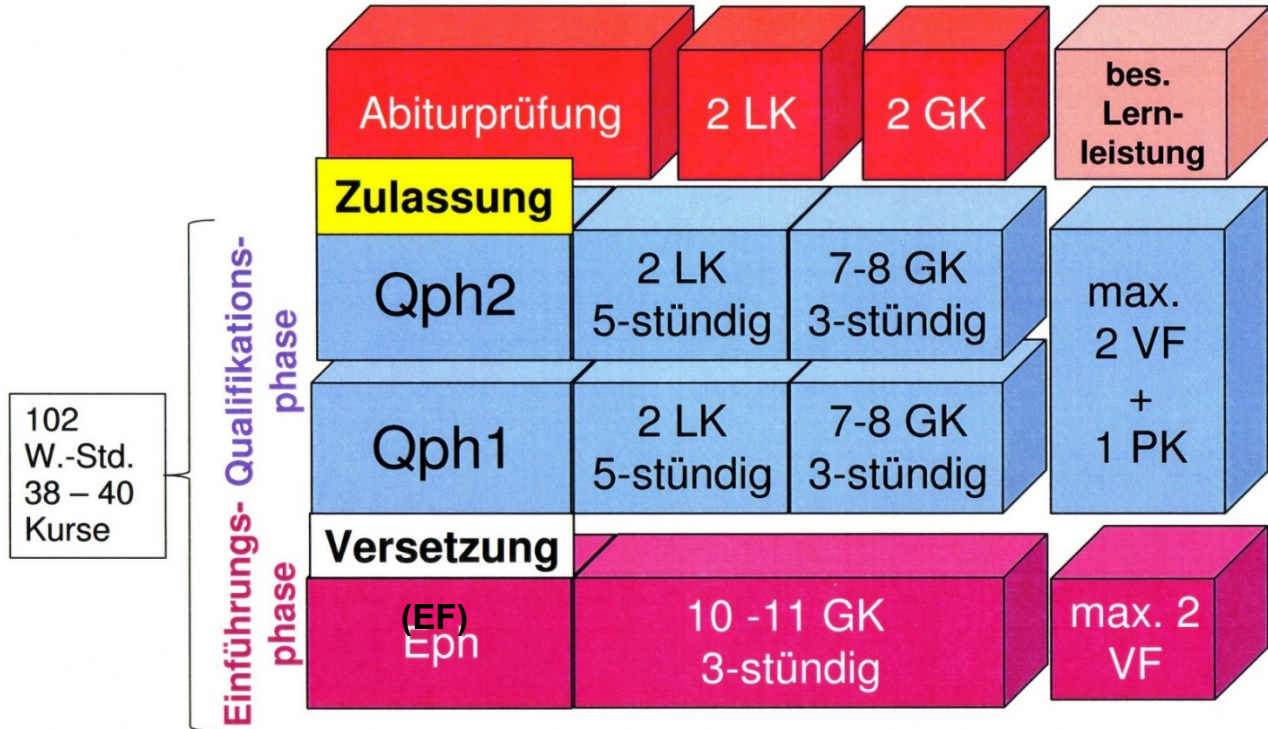 Abiturprüfung
2 LK
2 GK
bes.
Lern-
leistung
Zulassung
Qph2
2 LK
5-stündig
7-8 GK
3-stündig
max.
2 VF
+
1 PK
Qualifikations-
phase
Qph1
2 LK
5-stündig
7-8 GK
3-stündig
102
W.-Std.
38 – 40
Kurse
Versetzung
Einführungs-
phase
(EF)
Eph
10 -11 GK
3-stündig
max. 2
VF